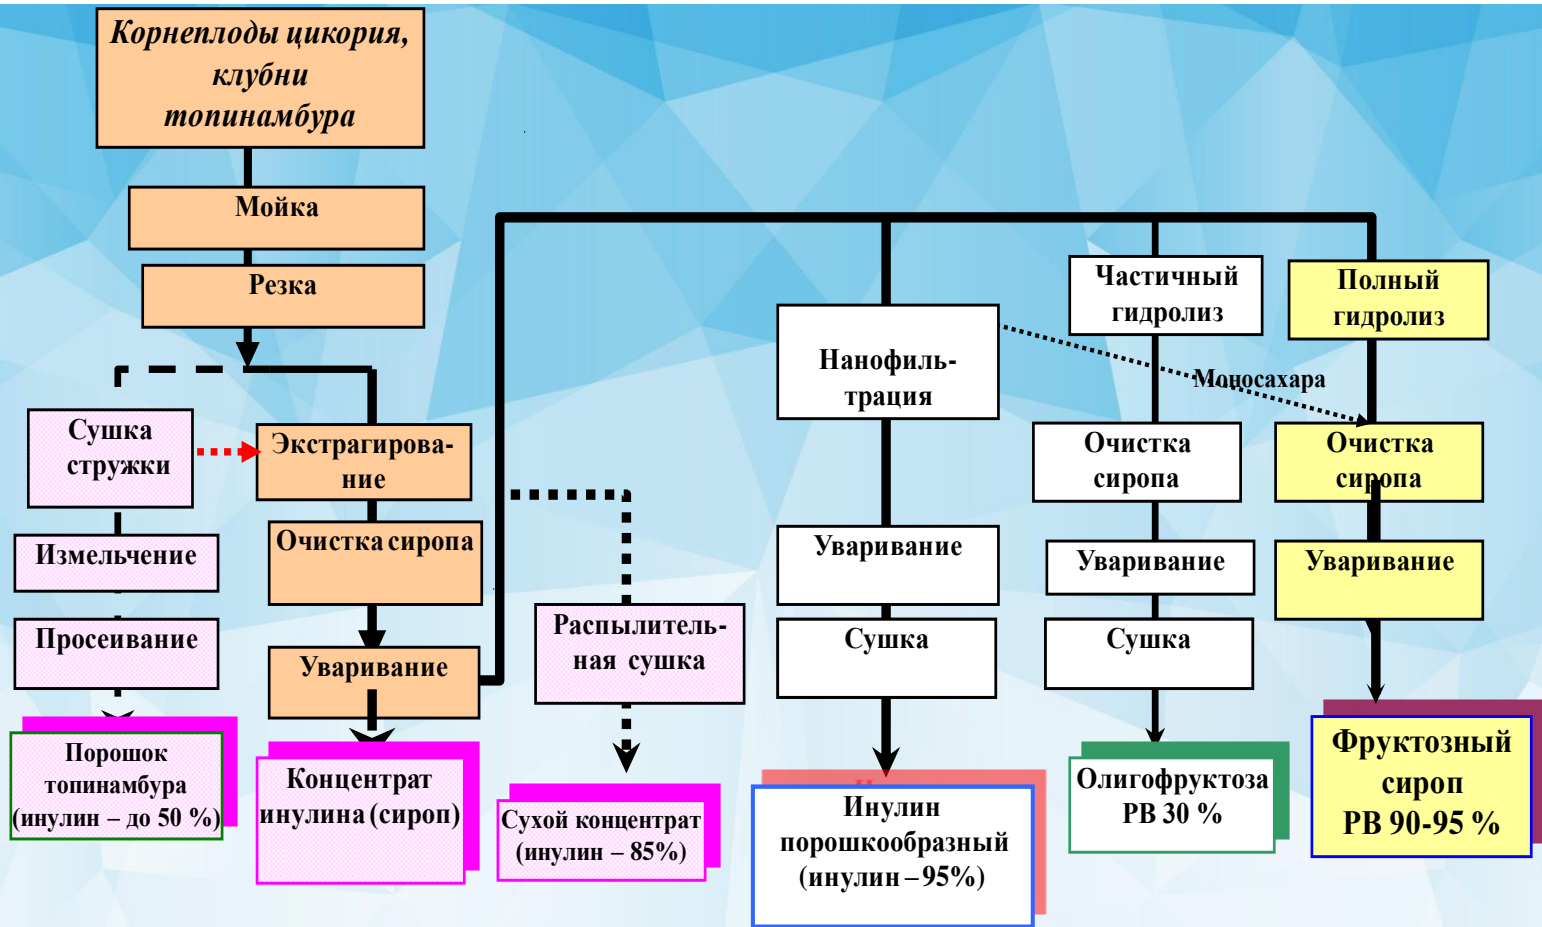 Корнеплоды цикория,
клубни
топинамбура
Мойка
Резка
Сушка
стружки
Измельчение
Просеивание
Порошок
топинамбура
(инулин – до 50 %)
Экстрагирова-
ние
Очистка сиропа
Уваривание
Концентрат
инулина (сироп)
Распылитель-
ная сушка
Сухой концентрат
(инулин – 85%)
Нанофиль-
трация
Уваривание
Сушка
Инулин
порошкообразный
(инулин – 95%)
Частичный
гидролиз
Моносахара
Очистка
сиропа
Уваривание
Сушка
Олигофруктоза
РВ 30 %
Полный
гидролиз
Очистка
сиропа
Уваривание
Фруктозный
сироп
РВ 90-95 %